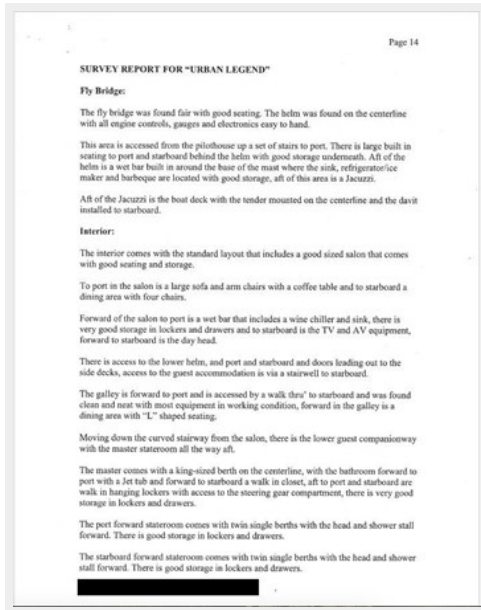 Page 14
SURVEY REPORT FOR "URBAN LEGEND"
Fly Bridge:
The fly bridge was found fair with good seating. The helm was found on the centerline
with all engine controls, gauges and electronics easy to hand.
This area is accessed from the pilothouse up a set of stairs to port. There is large built in
seating to port and starboard behind the helm with good storage underneath. Aft of the
helm is a wet bar built in around the base of the mast where the sink, refrigerator/ice
maker and barbeque are located with good storage, aft of this area is a Jacuzzi.
Aft of the Jacuzzi is the boat deck with the tender mounted on the centerline and the davit
installed to starboard.
Interior:
The interior comes with the standard layout that includes a good sized salon that comes
with good seating and storage.
To port in the salon is a large sofa and arm chairs with a coffee table and to starboard a
dining area with four chairs.
Forward of the salon to port is a wet bar that includes a wine chiller and sink, there is
very good storage in lockers and drawers and to starboard is the TV and AV equipment,
forward to starboard is the day head.
There is access to the lower helm, and port and starboard and doors leading out to the
side decks, access to the guest accommodation is via a stairwell to starboard.
The galley is forward to port and is accessed by a walk thru' to starboard and was found
clean and neat with most equipment in working condition, forward in the galley is a
dining area with "L" shaped seating.
Moving down the curved stairway from the salon, there is the lower guest companionway
with the master stateroom all the way aft.
The master comes with a king-sized berth on the centerline, with the bathroom forward to
port with a Jet tub and forward to starboard a walk in closet, aft to port and starboard are
walk in hanging lockers with access to the steering gear compartment, there is very good
storage in lockers and drawers.
The port forward stateroom comes with twin single berths with the head and shower stall
forward. There is good storage in lockers and drawers.
The starboard forward stateroom comes with twin single berths with the head and shower
stall forward. There is good storage in lockers and drawers.